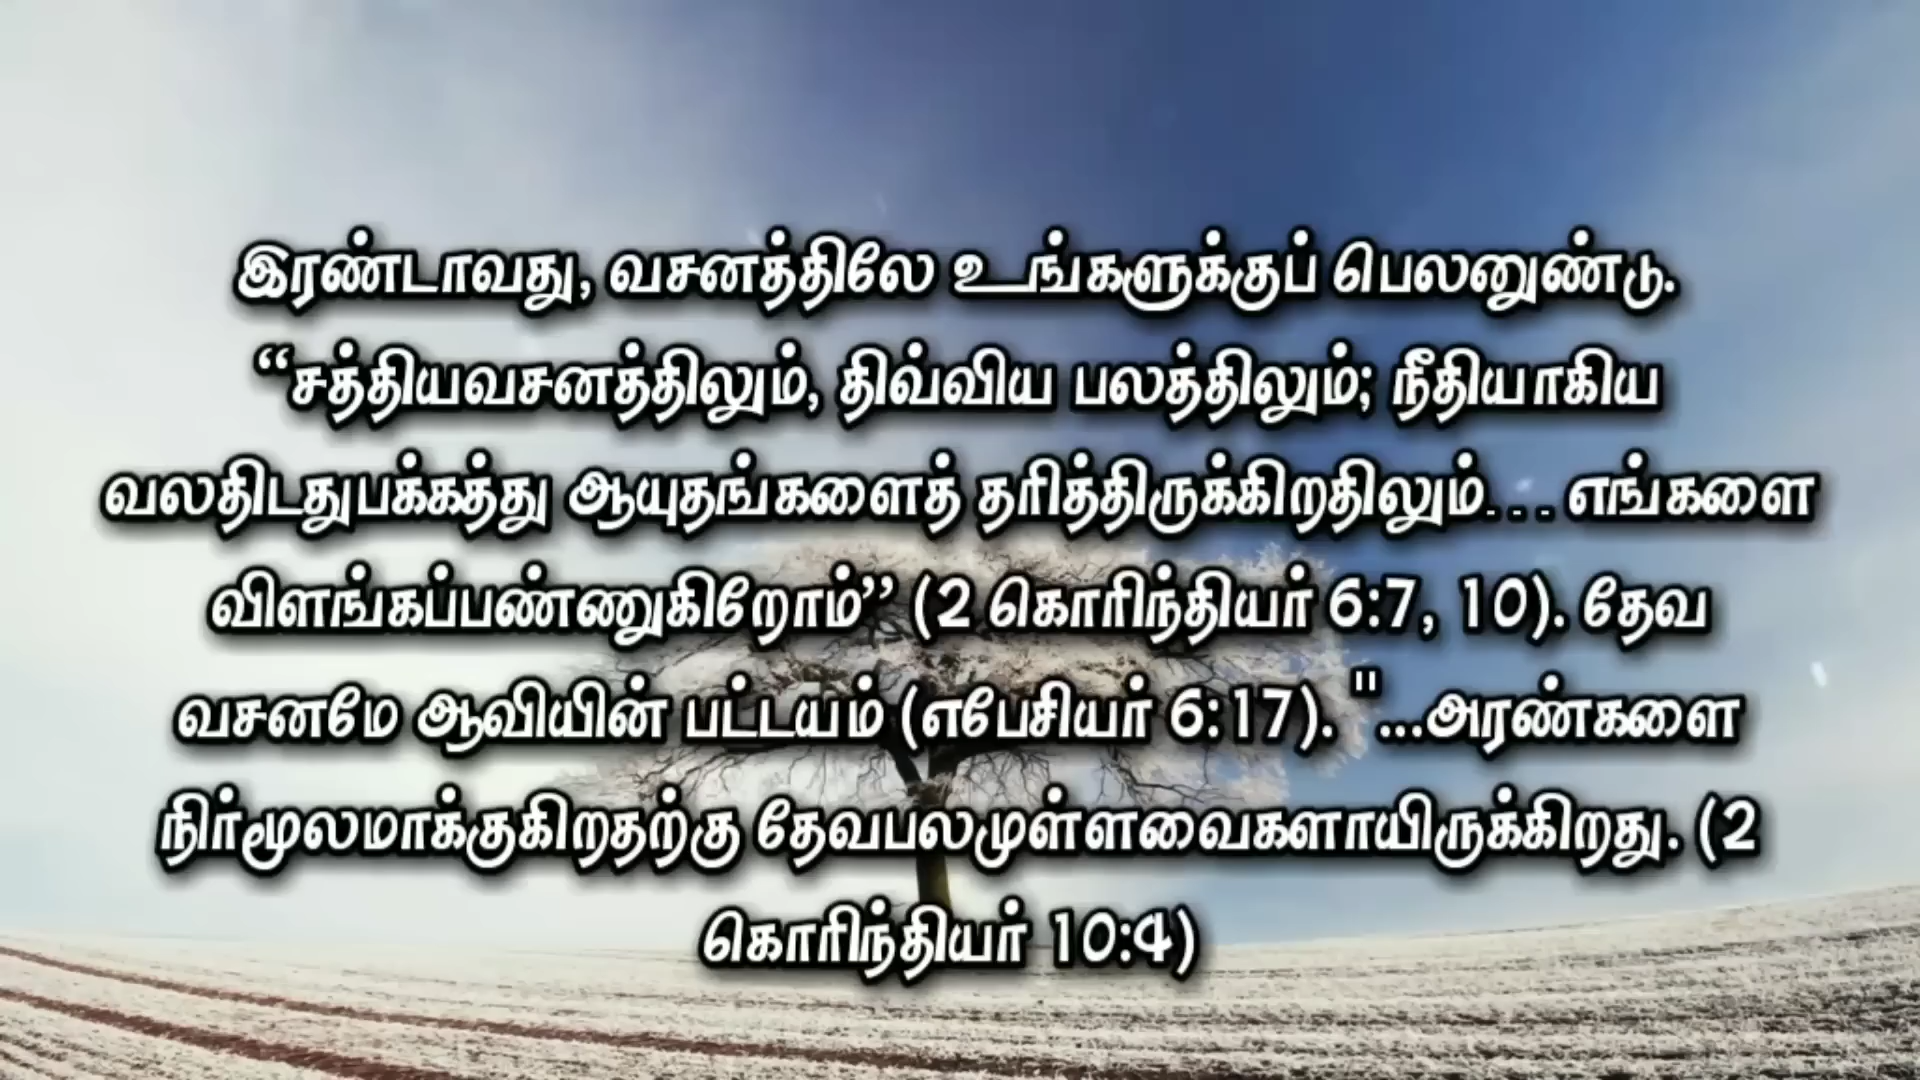 இரண்டாவது, வசனத்திலே உங்களுக்குப் பெலனுண்டு.
“சத்தியவசனத்திலும், திவ்விய பலத்திலும்; நீதியாகிய
வலதிடதுபக்கத்து ஆயுதங்களைத் தரித்திருக்கிறதிலும்... எங்களை
விளங்கப்பண்ணுகிறோம்” (2 கொரிந்தியர் 6:7, 10). தேவ
வசனமே ஆவியின் பட்டயம் (எபேசியர் 6:17). "...அரண்களை
நிர்மூலமாக்குகிறதற்கு தேவபலமுள்ளவைகளாயிருக்கிறது. (2
கொரிந்தியர் 10:4)